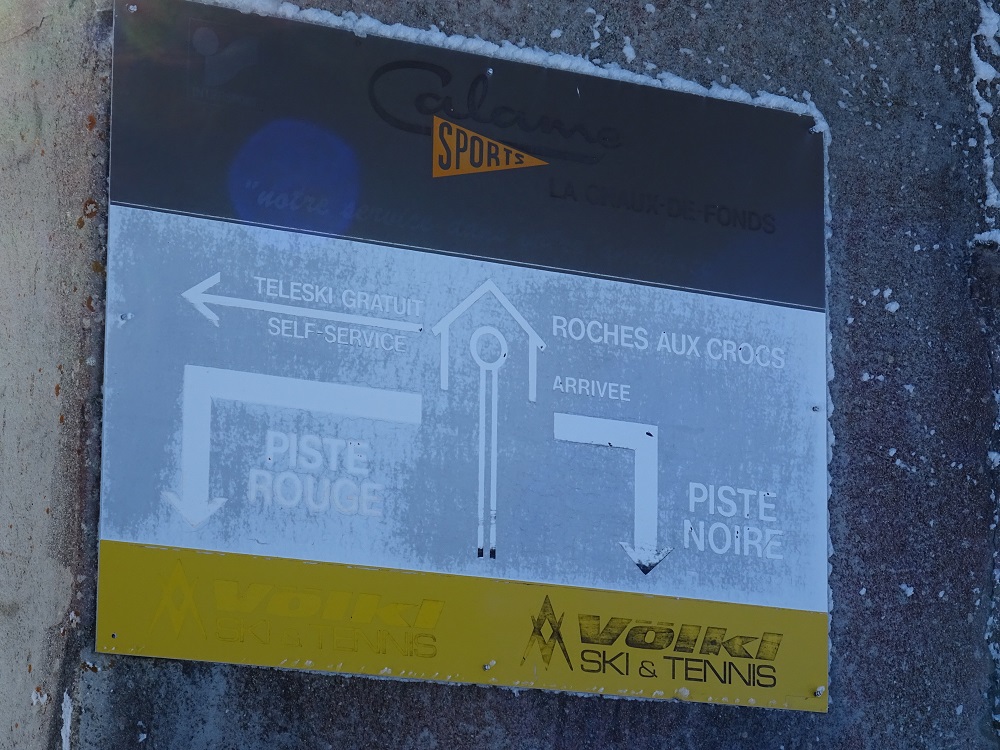 Calame
SPORTS
LA CHAUX-DE-FONDS
"notre
TELESKI GRATUIT
SELF-SERVICE
ROCHES AUX CROCS
ARRIVEE
PISTE
ROUGE
PISTE
NOIRE
Völkl
SKI & TENNIS
Völkl
SKI & TENNIS